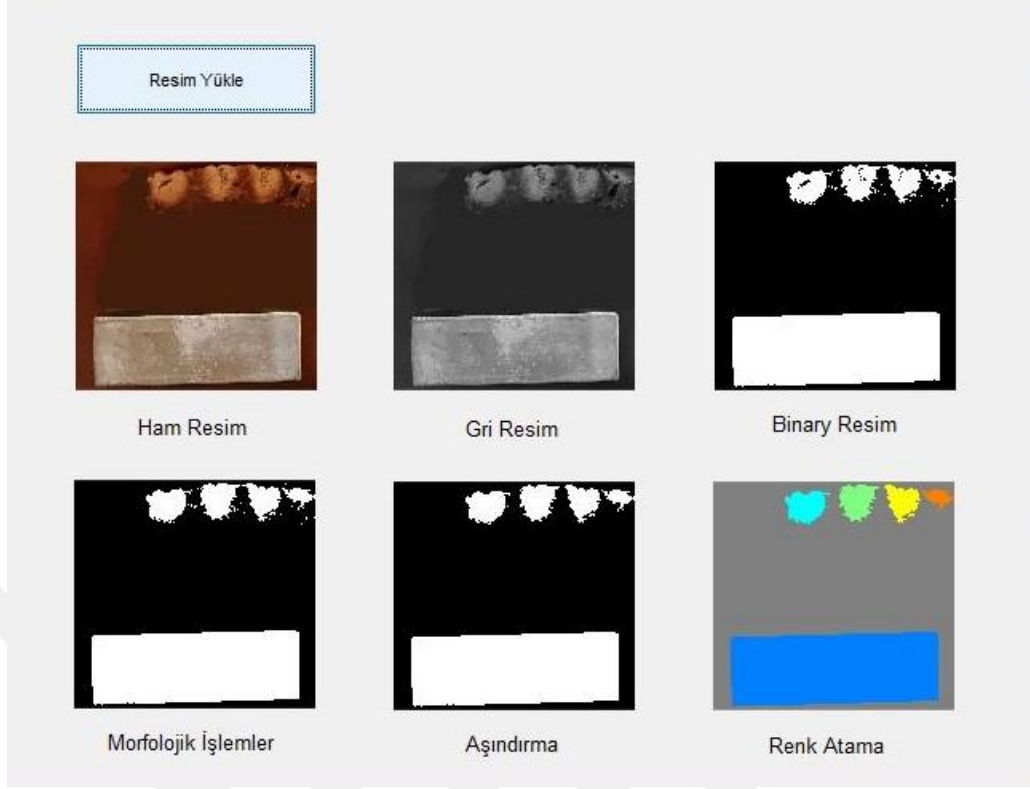 Resim Yükle
Ham Resim
Gri Resim
Binary Resim
Morfolojik İşlemler
Aşındırma
Renk Atama